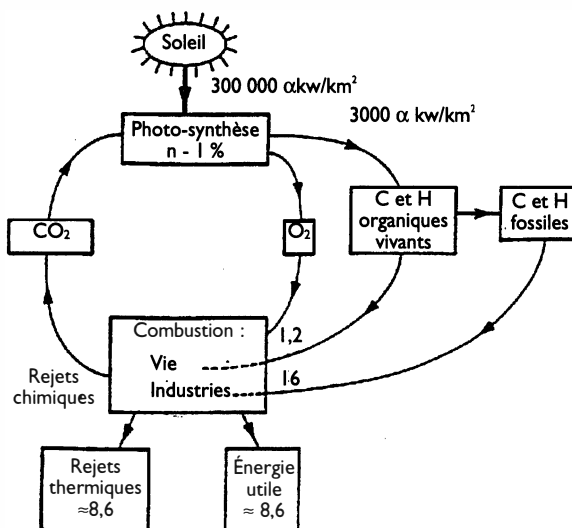 Soleil
300 000 αkw/km²
Photo-synthèse
n - 1 %
3000 α kw/km²
CO₂
O₂
C et H
organiques
vivants
C et H
fossiles
Combustion :
1,2
Vie
Industries
16
Rejets
chimiques
Rejets
thermiques
≈8,6
Énergie
utile
≈ 8,6